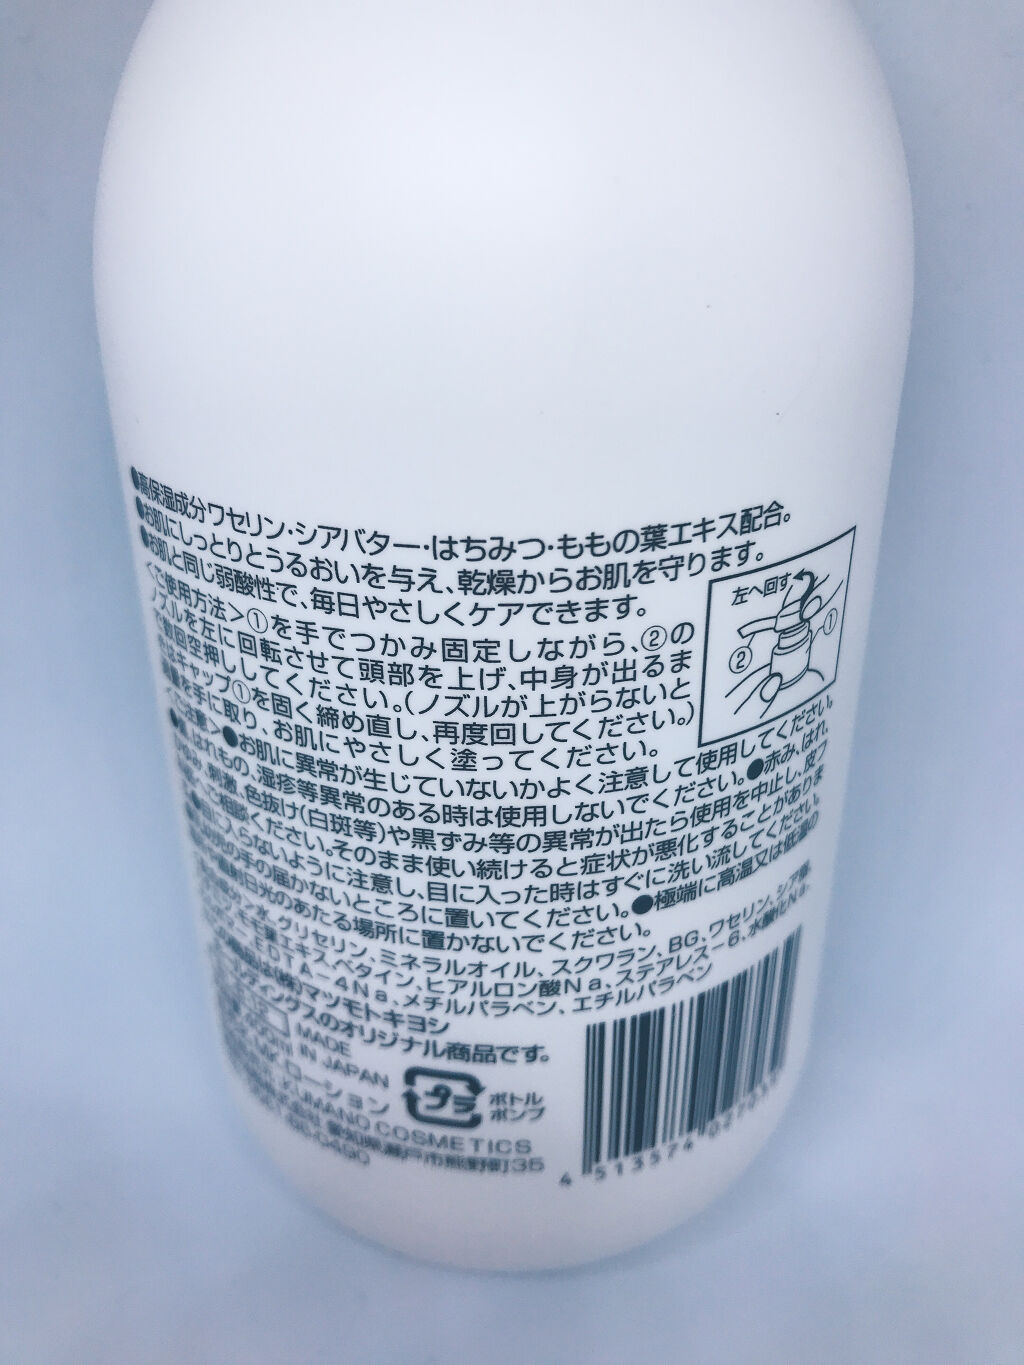 ●高保湿成分ワセリン・シアバター・はちみつ・ももの葉エキス配合。
●お肌にしっとりとうるおいを与え、乾燥からお肌を守ります。
●お肌と同じ弱酸性で、毎日やさしくケアできます。
＜ご使用方法＞①を手でつかみ固定しながら、②の
ノズルを左に回転させて頭部を上げ、中身が出るま
で数回空押ししてください。(ノズルが上がらないと
きはキャップ①を固く締め直し、再度回してください。)
適量を手に取り、お肌にやさしく塗ってください。
左へ回す
①
②
＜ご注意＞●お肌に異常が生じていないかよく注意して使用してください。
はれもの、湿疹等異常のある時は使用しないでください。●赤み、はれ、
かゆみ、刺激、色抜け(白斑等)や黒ずみ等の異常が出たら使用を中止し、皮フ
へご相談ください。そのまま使い続けると症状が悪化することがありま
●目に入らないように注意し、目に入った時はすぐに洗い流してください。
の手の届かないところに置いてください。●極端に高温又は低温の
直射日光のあたる場所に置かないでください。
水、グリセリン、ミネラルオイル、スクワラン、BG、ワセリン、シア脂、
モモ葉エキス、ベタイン、ヒアルロン酸Na、ステアレス－6、水酸化Na、
EDTA－4Na、メチルパラベン、エチルパラベン
は(株)マツモトキヨシ
ディングスのオリジナル商品です。
MADE
IN JAPAN
ローション
KUMANO COSMETICS
愛知県瀬戸市熊野町35
プラ
ボトル
ポンプ
4 513574